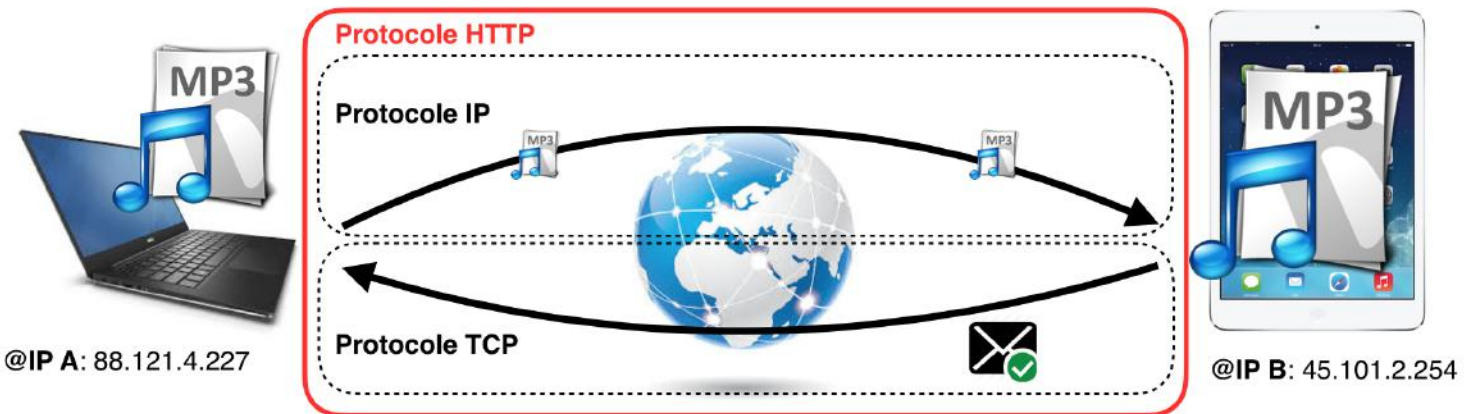 Protocole HTTP
MP3
MP3
Protocole IP
MP3
MP3
Protocole TCP
@IP A: 88.121.4.227
@IP B: 45.101.2.254